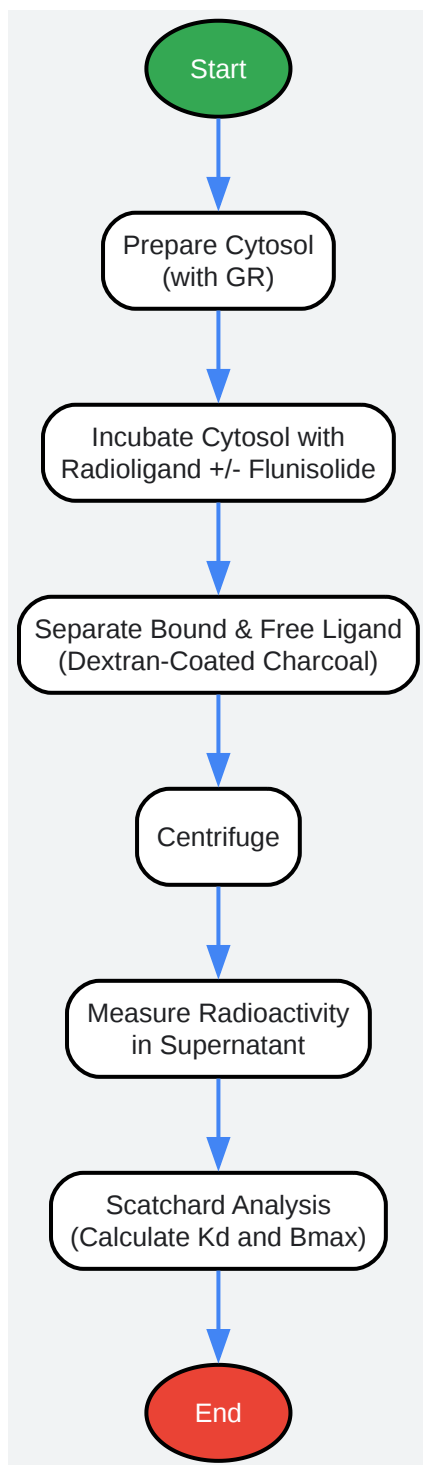 Start
Prepare Cytosol
(with GR)
Incubate Cytosol with
Radioligand +/- Flunisolide
Separate Bound & Free Ligand
(Dextran-Coated Charcoal)
Centrifuge
Measure Radioactivity
in Supernatant
Scatchard Analysis
(Calculate Kd and Bmax)
End